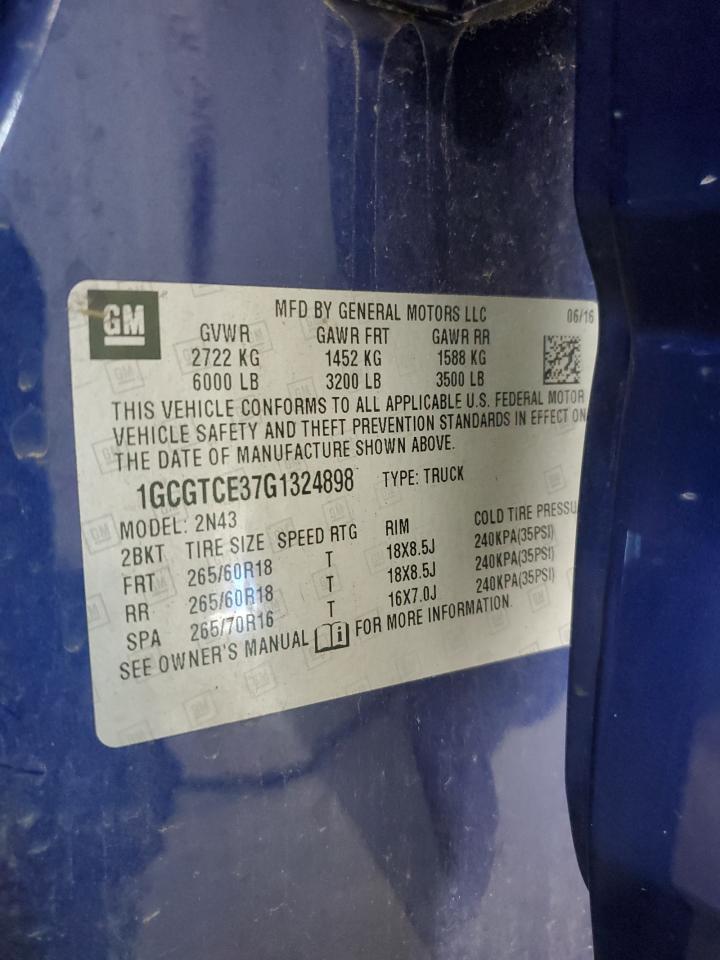 GM
MFD BY GENERAL MOTORS LLC 06/16
GVWR GAWR FRT GAWR RR
2722 KG 1452 KG 1588 KG
6000 LB 3200 LB 3500 LB
THIS VEHICLE CONFORMS TO ALL APPLICABLE U.S. FEDERAL MOTOR
VEHICLE SAFETY AND THEFT PREVENTION STANDARDS IN EFFECT ON
THE DATE OF MANUFACTURE SHOWN ABOVE.
1GCGTCE37G1324898 TYPE: TRUCK
MODEL: 2N43
2BKT TIRE SIZE SPEED RTG RIM COLD TIRE PRESSU
FRT 265/60R18 T 18X8.5J 240KPA(35PSI)
RR 265/60R18 T 18X8.5J 240KPA(35PSI)
SPA 265/70R16 T 16X7.0J 240KPA(35PSI)
SEE OWNER'S MANUAL FOR MORE INFORMATION.